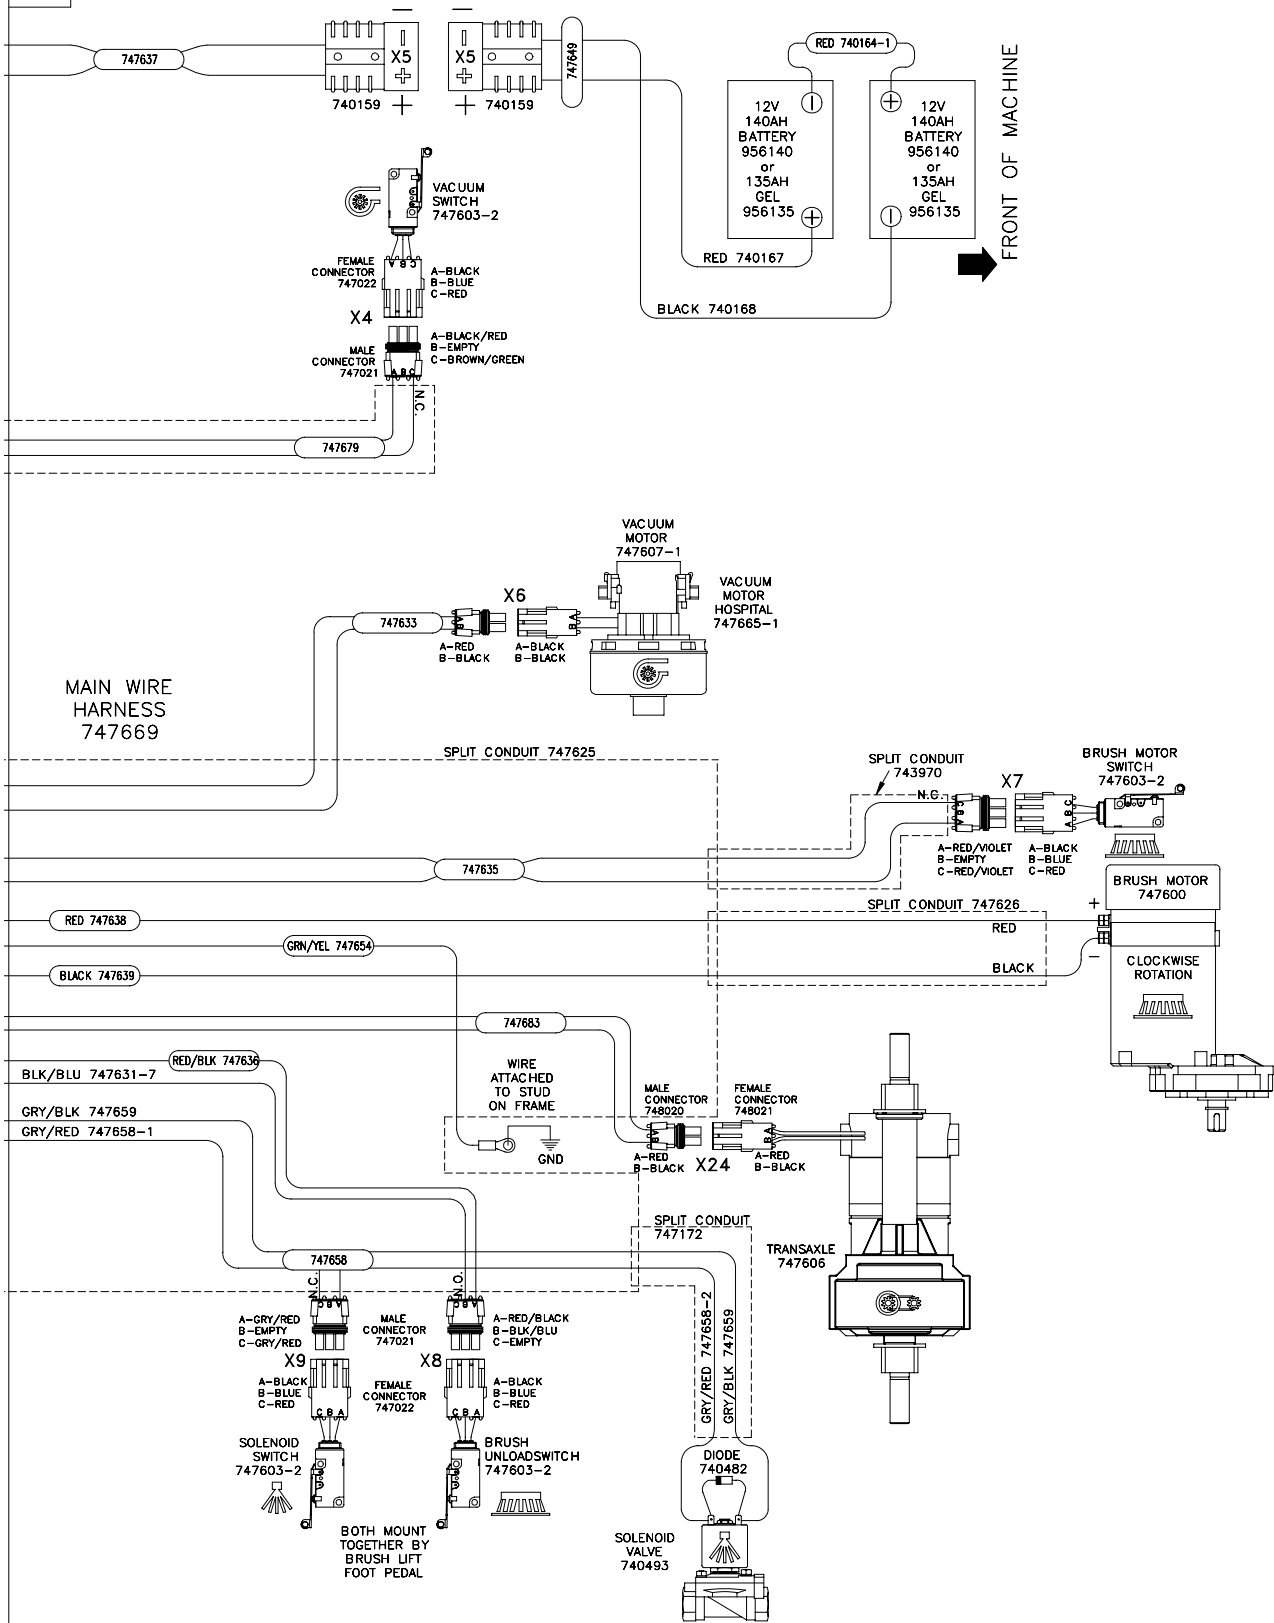 747637
X5
+
740159
+
X5
+
740159
+
747649
RED 740164-1
12V
140AH
BATTERY
956140
or
135AH
GEL
956135
+
+
12V
140AH
BATTERY
956140
or
135AH
GEL
956135
FRONT OF MACHINE
RED 740167
BLACK 740168
VACUUM
SWITCH
747603-2
FEMALE
CONNECTOR
747022
A B C
A-BLACK
B-BLUE
C-RED
X4
MALE
CONNECTOR
747021
A B C
A-BLACK/RED
B-EMPTY
C-BROWN/GREEN
N.C.
747679
VACUUM
MOTOR
747607-1
VACUUM
MOTOR
HOSPITAL
747665-1
X6
747633
B A
B A
A-RED
B-BLACK
A-BLACK
B-BLACK
MAIN WIRE
HARNESS
747669
SPLIT CONDUIT 747625
SPLIT CONDUIT
743970
X7
BRUSH MOTOR
SWITCH
747603-2
N.C.
A B C
A B C
747635
A-RED/VIOLET
B-EMPTY
C-RED/VIOLET
A-BLACK
B-BLUE
C-RED
BRUSH MOTOR
747600
SPLIT CONDUIT 747626
+
RED 747638
RED
GRN/YEL 747654
BLACK 747639
BLACK
−
CLOCKWISE
ROTATION
747683
RED/BLK 747636
BLK/BLU 747631-7
GRY/BLK 747659
GRY/RED 747658-1
WIRE
ATTACHED
TO STUD
ON FRAME
GND
MALE
CONNECTOR
748020
FEMALE
CONNECTOR
748021
B A
B A
A-RED
B-BLACK
X24
A-RED
B-BLACK
SPLIT CONDUIT
747172
TRANSAXLE
747606
747658
N.C.
N.O.
C B A
C B A
A-GRY/RED
B-EMPTY
C-GRY/RED
MALE
CONNECTOR
747021
A-RED/BLACK
B-BLK/BLU
C-EMPTY
X9
X8
A-BLACK
B-BLUE
C-RED
FEMALE
CONNECTOR
747022
A-BLACK
B-BLUE
C-RED
C B A
C B A
GRY/RED 747658-2
GRY/BLK 747659
SOLENOID
SWITCH
747603-2
BRUSH
UNLOADSWITCH
747603-2
BOTH MOUNT
TOGETHER BY
BRUSH LIFT
FOOT PEDAL
DIODE
740482
SOLENOID
VALVE
740493